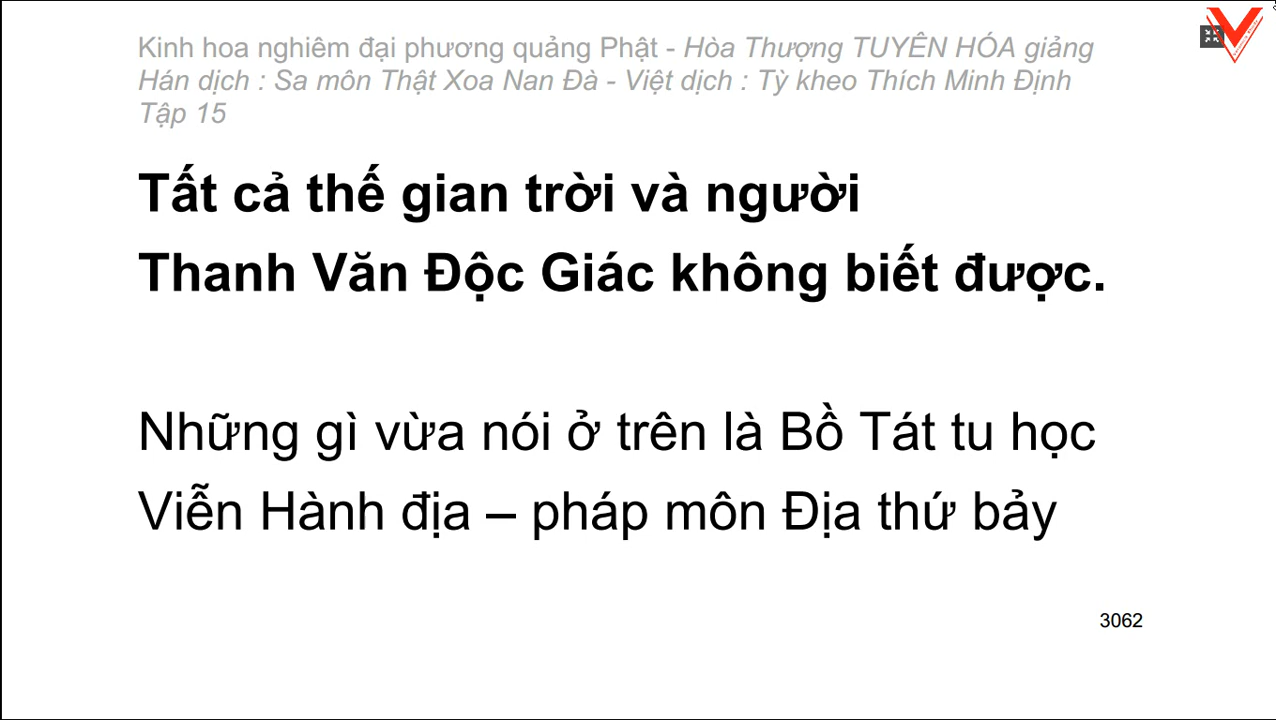 Kinh hoa nghiêm đại phương quảng Phật - Hòa Thượng TUYÊN HÓA giảng
Hán dịch : Sa môn Thật Xoa Nan Đà - Việt dịch : Tỳ kheo Thích Minh Định
Tập 15
Tất cả thế gian trời và người
Thanh Văn Độc Giác không biết được.
Những gì vừa nói ở trên là Bồ Tát tu học
Viễn Hành địa – pháp môn Địa thứ bảy
3062